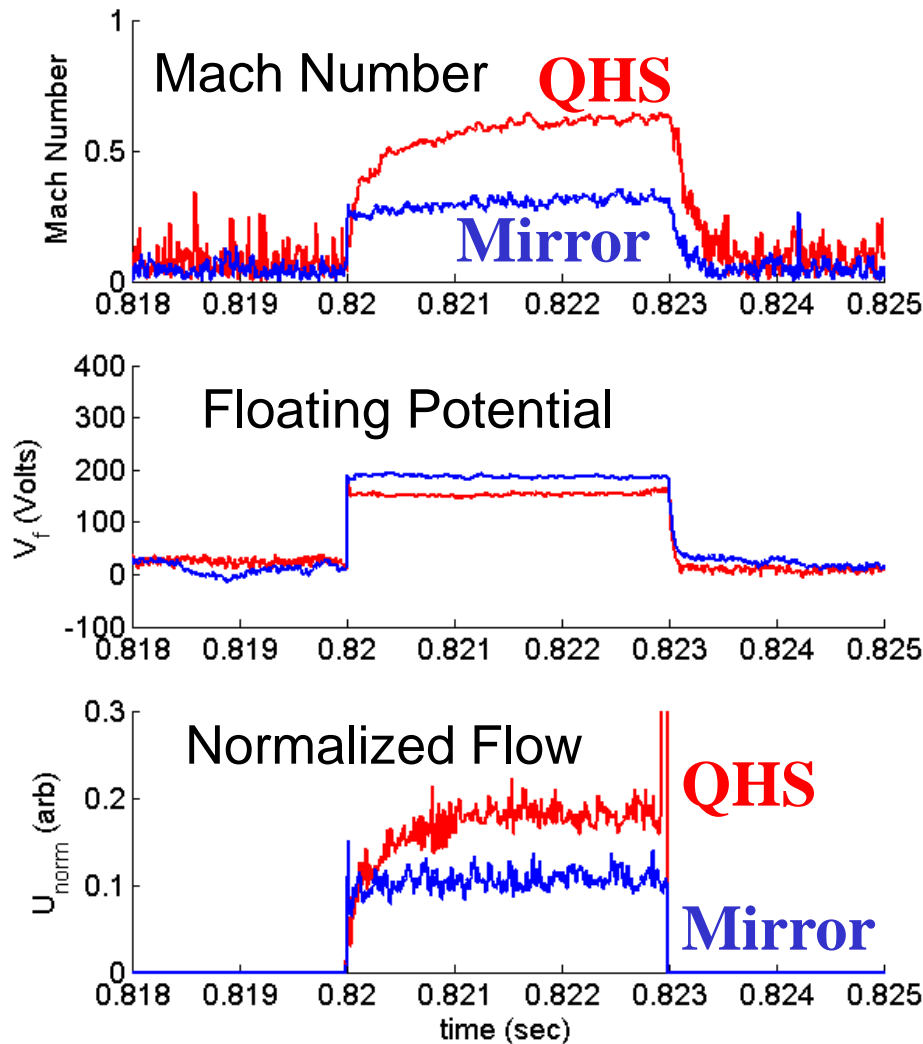 1
Mach Number
QHS
Mach Number
0.5
Mirror
0
0.818 0.819 0.82 0.821 0.822 0.823 0.824 0.825
400
Floating Potential
300
V_f (Volts)
200
100
0
-100
0.818 0.819 0.82 0.821 0.822 0.823 0.824 0.825
0.3
Normalized Flow
QHS
U_norm (arb)
0.2
0.1
Mirror
0
0.818 0.819 0.82 0.821 0.822 0.823 0.824 0.825
time (sec)